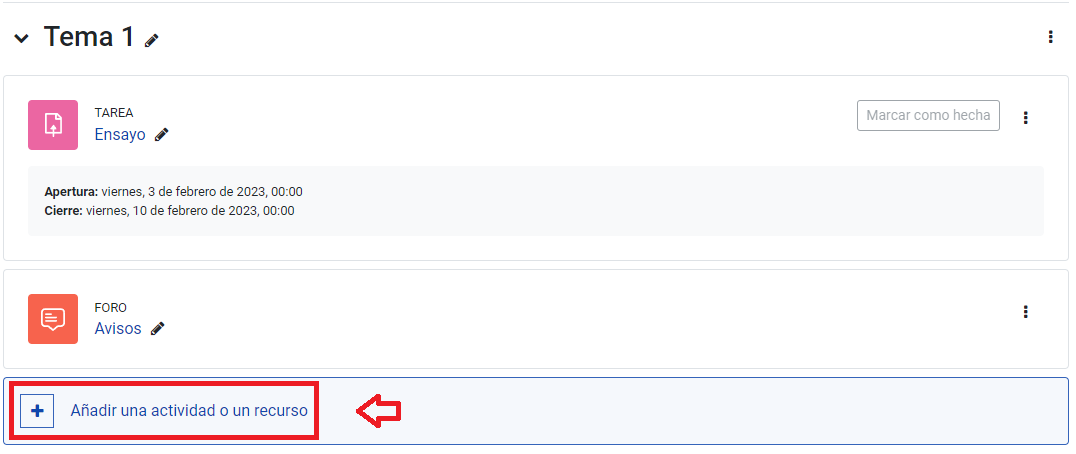 Tema 1
TAREA
Ensayo
Marcar como hecha
Apertura: viernes, 3 de febrero de 2023, 00:00
Cierre: viernes, 10 de febrero de 2023, 00:00
FORO
Avisos
Añadir una actividad o un recurso